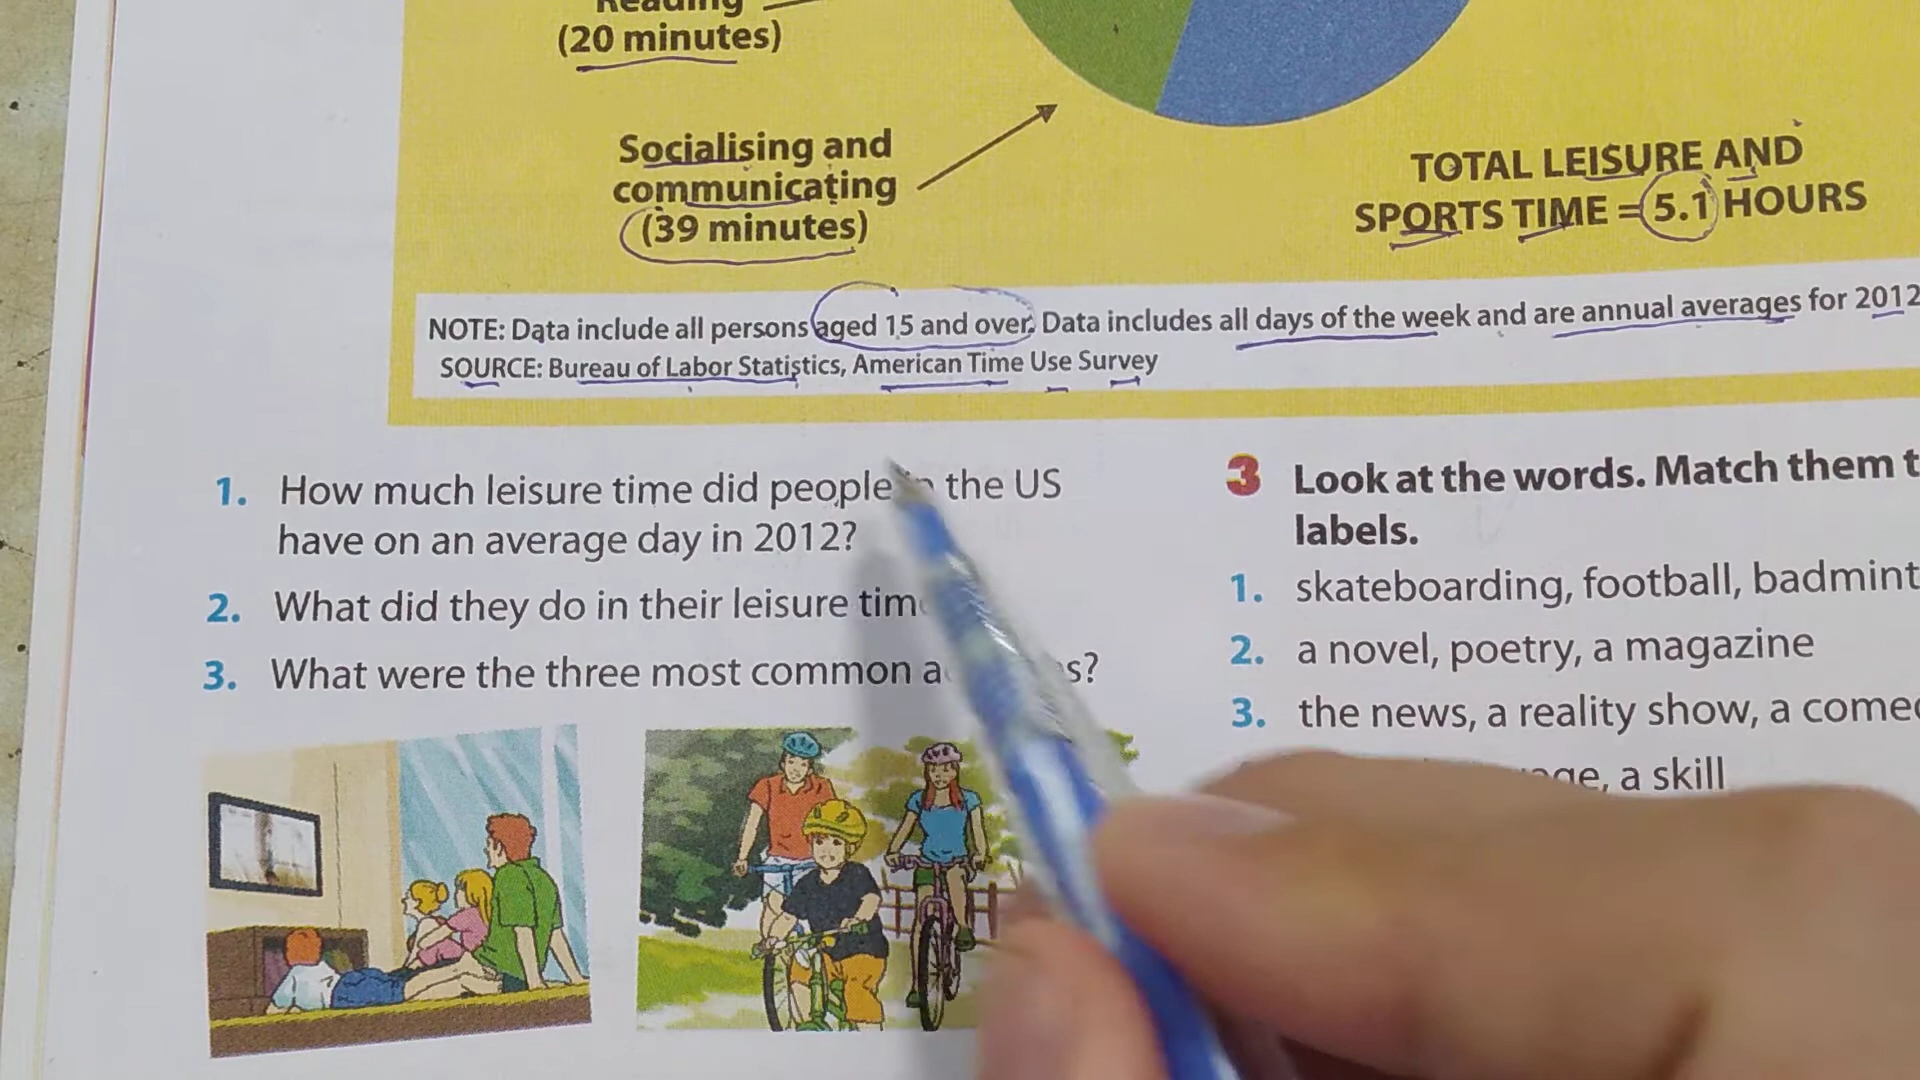 (20 minutes)
Socialising and
communicating
(39 minutes)
TOTAL LEISURE AND
SPORTS TIME = 5.1 HOURS
NOTE: Data include all persons aged 15 and over. Data includes all days of the week and are annual averages for 2012
SOURCE: Bureau of Labor Statistics, American Time Use Survey
1. How much leisure time did people the US
have on an average day in 2012?
2. What did they do in their leisure
3. What were the three most common
3 Look at the words. Match them
labels.
1. skateboarding, football,
2. a novel, poetry, a magazine
3. the news, a reality show, a
a skill